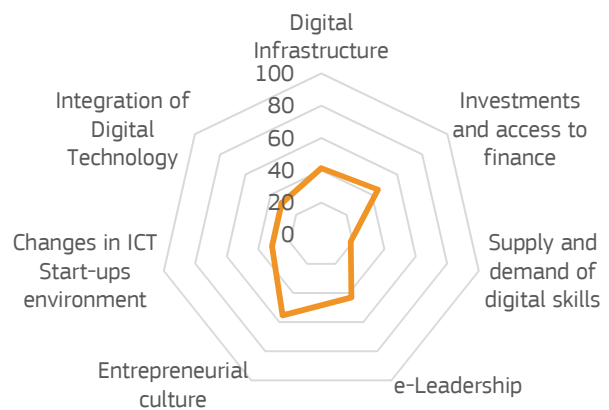 Digital
Infrastructure
100
80
60
40
20
0
Investments
and access to
finance
Supply and
demand of
digital skills
e-Leadership
Entrepreneurial
culture
Changes in ICT
Start-ups
environment
Integration of
Digital
Technology